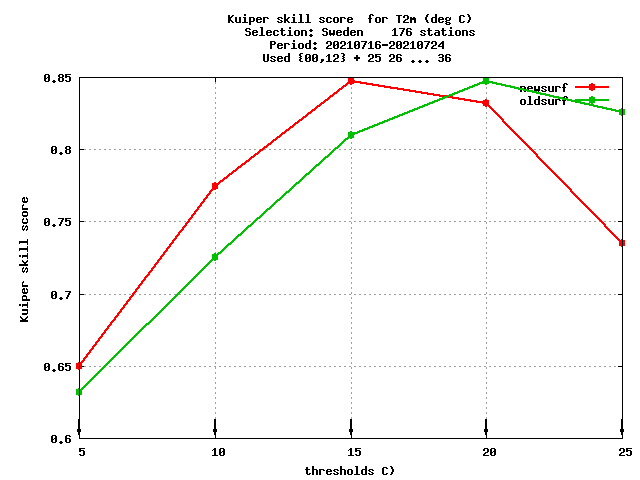 Kuiper skill score  for T2m (deg C)
Selection: Sweden    176 stations
Period: 20210716-20210724
Used {00,12} + 25 26 ... 36
0.85
newsurf
oldsurf
0.8
0.75
Kuiper skill score
0.7
0.65
0.6
5 10 15 20 25
thresholds C)